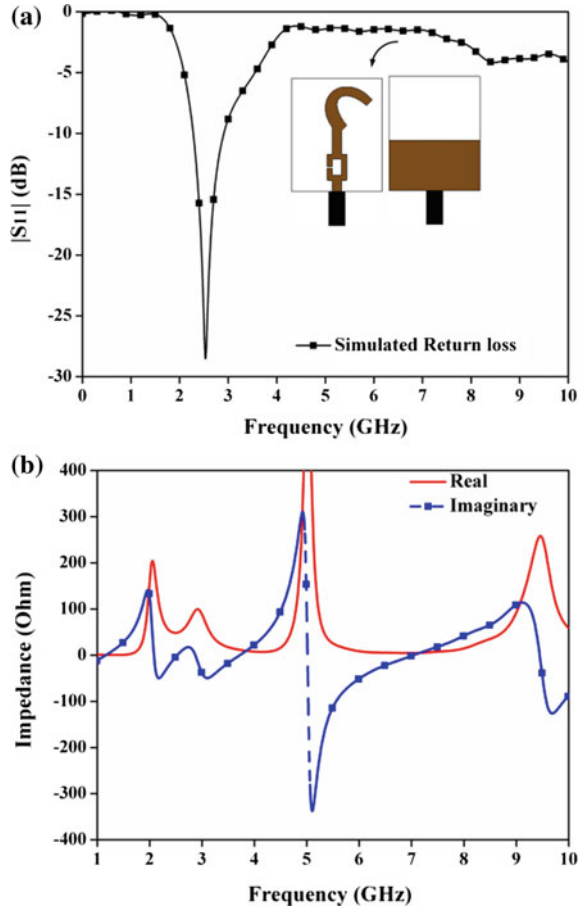 (a)
0
-5
-10
-15
-20
-25
-30
|S11| (dB)
Simulated Return loss
0 1 2 3 4 5 6 7 8 9 10
Frequency (GHz)
(b)
400
300
200
100
0
-100
-200
-300
-400
Impedance (Ohm)
Real
Imaginary
1 2 3 4 5 6 7 8 9 10
Frequency (GHz)